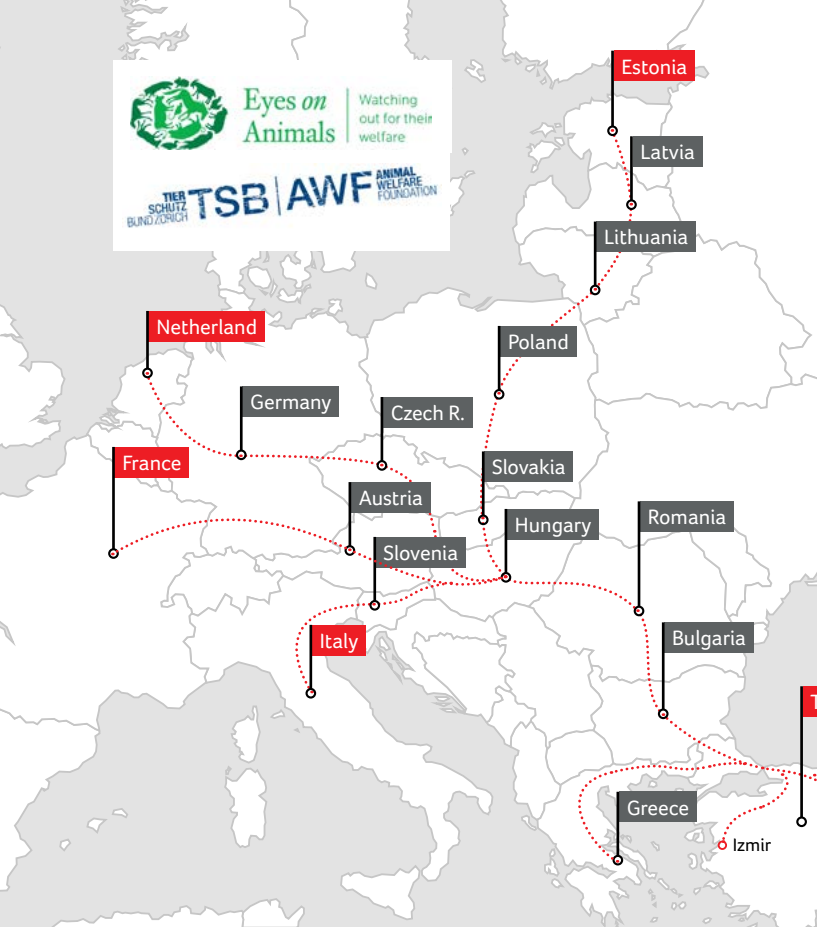 Eyes on
Animals
Watching
out for their
welfare
TIER
SCHUTZ
BUND ZÜRICH
TSB
AWF
ANIMAL
WELFARE
FOUNDATION
Estonia
Latvia
Lithuania
Netherland
Poland
Germany
Czech R.
France
Slovakia
Austria
Hungary
Romania
Slovenia
Italy
Bulgaria
Greece
Izmir